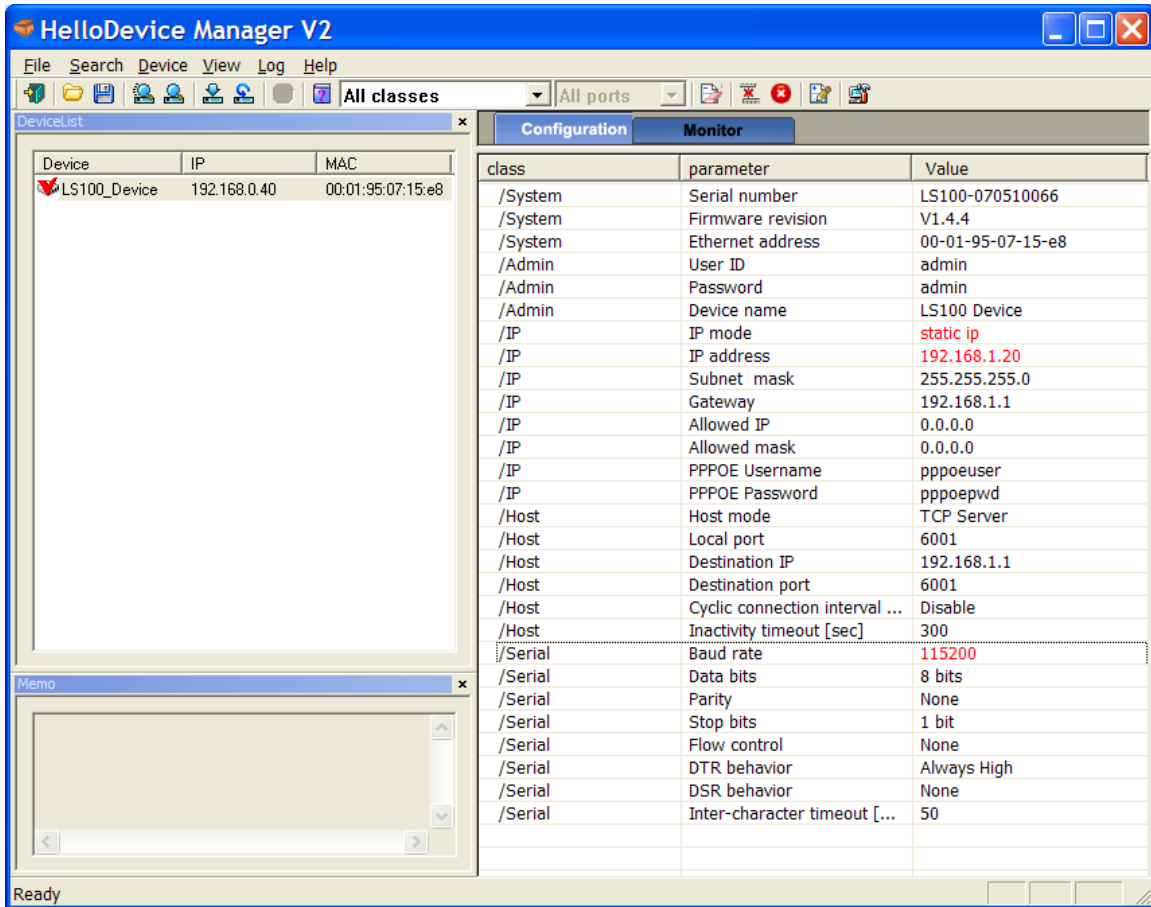 HelloDevice Manager V2
File Search Device View Log Help
All classes All ports
DeviceList
Device IP MAC
LS100_Device 192.168.0.40 00:01:95:07:15:e8
Memo
Configuration Monitor
class parameter Value
/System Serial number LS100-070510066
/System Firmware revision V1.4.4
/System Ethernet address 00-01-95-07-15-e8
/Admin User ID admin
/Admin Password admin
/Admin Device name LS100 Device
/IP IP mode static ip
/IP IP address 192.168.1.20
/IP Subnet mask 255.255.255.0
/IP Gateway 192.168.1.1
/IP Allowed IP 0.0.0.0
/IP Allowed mask 0.0.0.0
/IP PPPOE Username pppoeuser
/IP PPPOE Password pppoepwd
/Host Host mode TCP Server
/Host Local port 6001
/Host Destination IP 192.168.1.1
/Host Destination port 6001
/Host Cyclic connection interval ... Disable
/Host Inactivity timeout [sec] 300
/Serial Baud rate 115200
/Serial Data bits 8 bits
/Serial Parity None
/Serial Stop bits 1 bit
/Serial Flow control None
/Serial DTR behavior Always High
/Serial DSR behavior None
/Serial Inter-character timeout [... 50
Ready